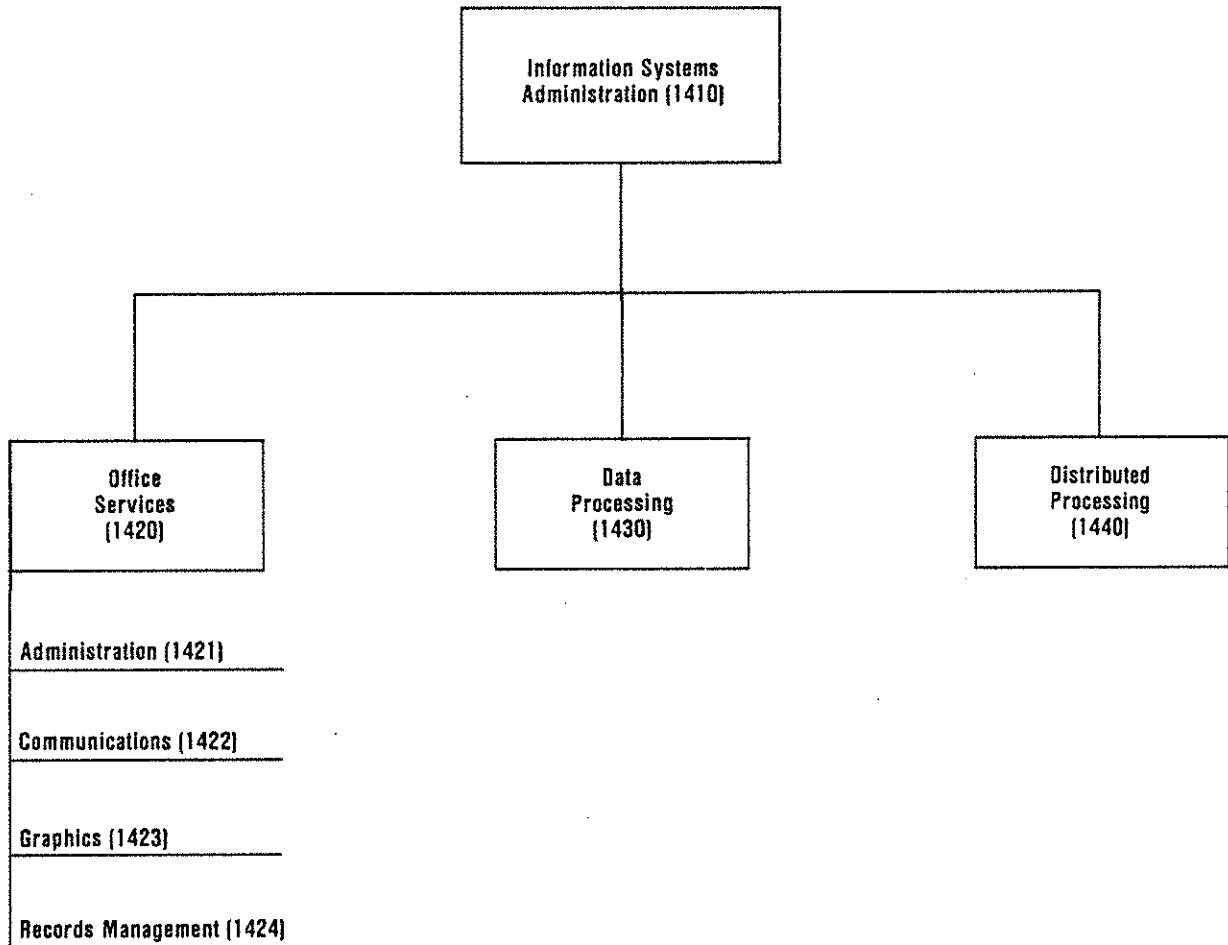 Information Systems
Administration (1410)
Office
Services
(1420)
Data
Processing
(1430)
Distributed
Processing
(1440)
Administration (1421)
Communications (1422)
Graphics (1423)
Records Management (1424)